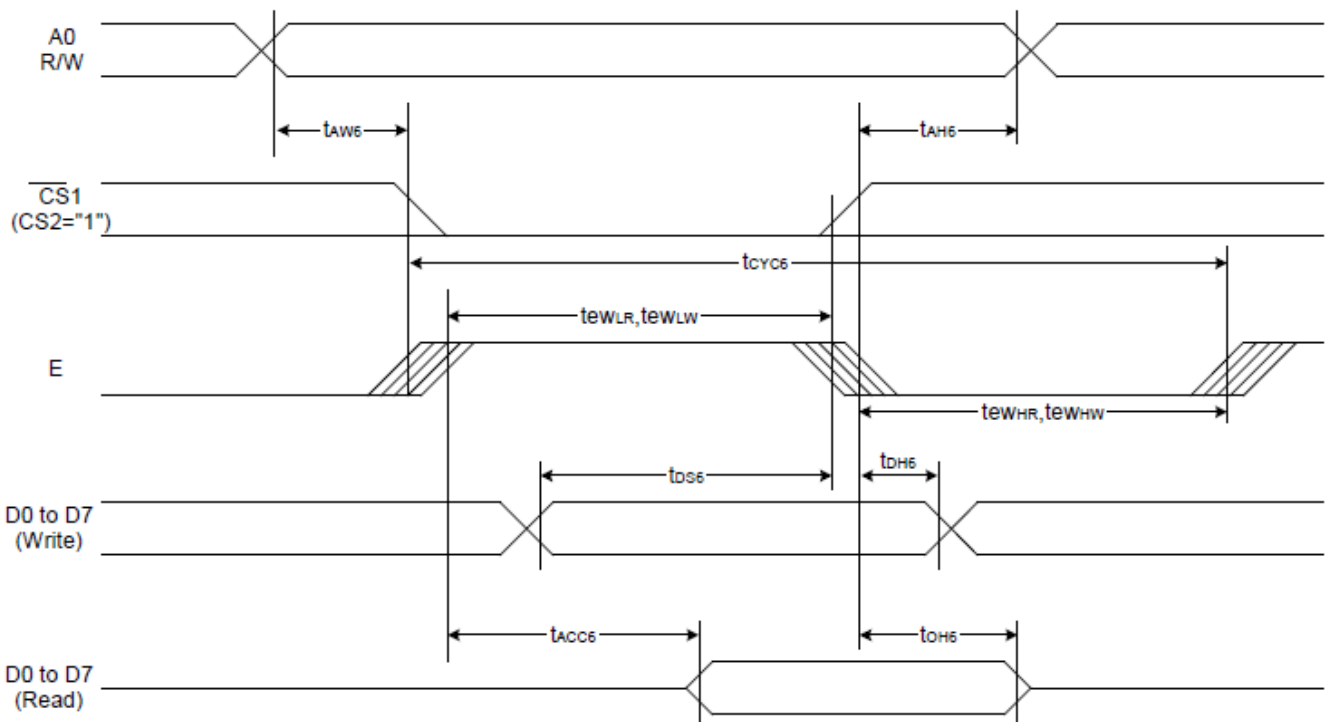 A0
R/W
tAW6
tAH6
CS1
(CS2="1")
tCYC6
tewLR,tewLW
E
tewHR,tewHW
tDS6
tDH6
D0 to D7
(Write)
tACC6
tOH6
D0 to D7
(Read)